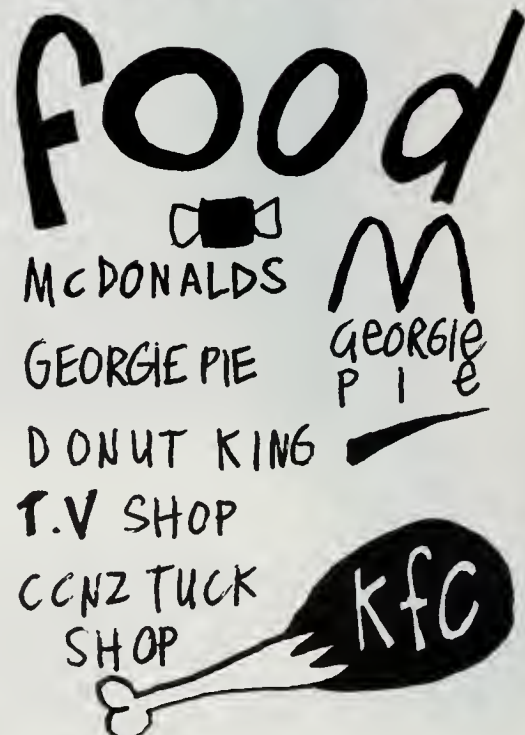 food
McDONALDS
GEORGIE PIE
DONUT KING
T.V SHOP
CCNZ TUCK
SHOP
M
GEORGIE
PIE
KfC